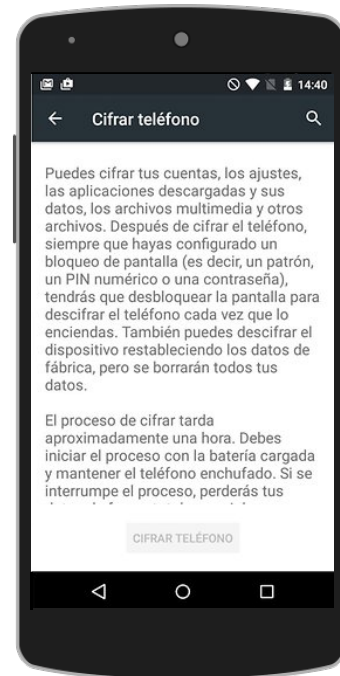 14:40
Cifrar teléfono
Puedes cifrar tus cuentas, los ajustes,
las aplicaciones descargadas y sus
datos, los archivos multimedia y otros
archivos. Después de cifrar el teléfono,
siempre que hayas configurado un
bloqueo de pantalla (es decir, un patrón,
un PIN numérico o una contraseña),
tendrás que desbloquear la pantalla para
descifrar el teléfono cada vez que lo
enciendas. También puedes descifrar el
dispositivo restableciendo los datos de
fábrica, pero se borrarán todos tus
datos.
El proceso de cifrar tarda
aproximadamente una hora. Debes
iniciar el proceso con la batería cargada
y mantener el teléfono enchufado. Si se
interrumpe el proceso, perderás tus
CIFRAR TELÉFONO